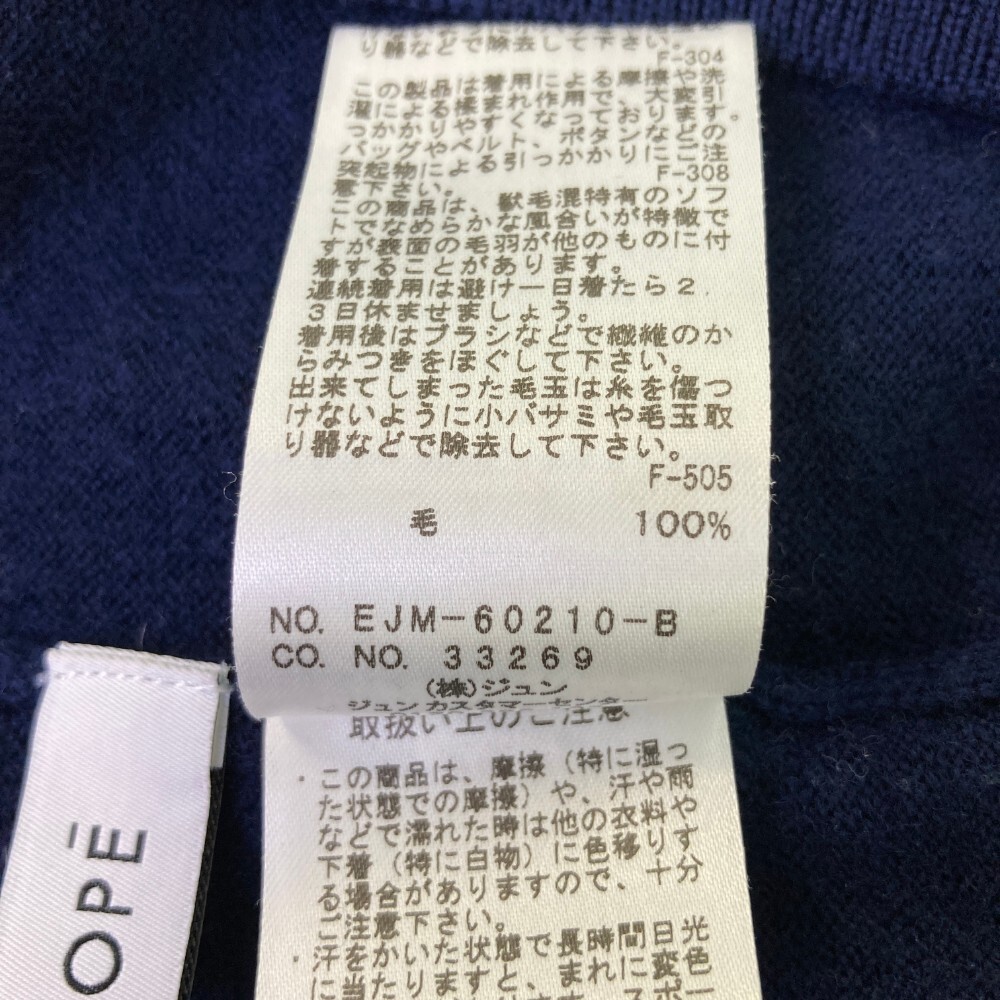 り器などで除去して下さい。
F-304
この製品は着用による摩擦や洗
濯による揉まれ作用で、大変引
っかかりやすくなっております。
バッグやベルト、ボタンなどの
突起物による引っかかりにご注
意下さい。
F-308
この商品は、獣毛混特有のソフ
トでなめらかな風合いが特徴で
すが表面の毛羽が他のものに付
着することがあります。
連続着用は避け一日着たら2,
3日休ませましょう。
着用後はブラシなどで繊維のか
らみつきをほぐして下さい。
出来てしまった毛玉は糸を傷つ
けないように小バサミや毛玉取
り器などで除去して下さい。
F-505
毛 100%
NO. EJM-60210-B
CO. NO. 33269
(株)ジュン
ジュン カスタマーセンター
取扱い上のご注意
・この商品は、摩擦(特に湿っ
た状態での摩擦)や、汗や雨
などで濡れた時は他の衣料や
下着(特に白物)に色移りす
る場合がありますので、十分
ご注意下さい。
・汗をかいた状態で長時間日光
に当たりますと、まれに変色
OPĒ